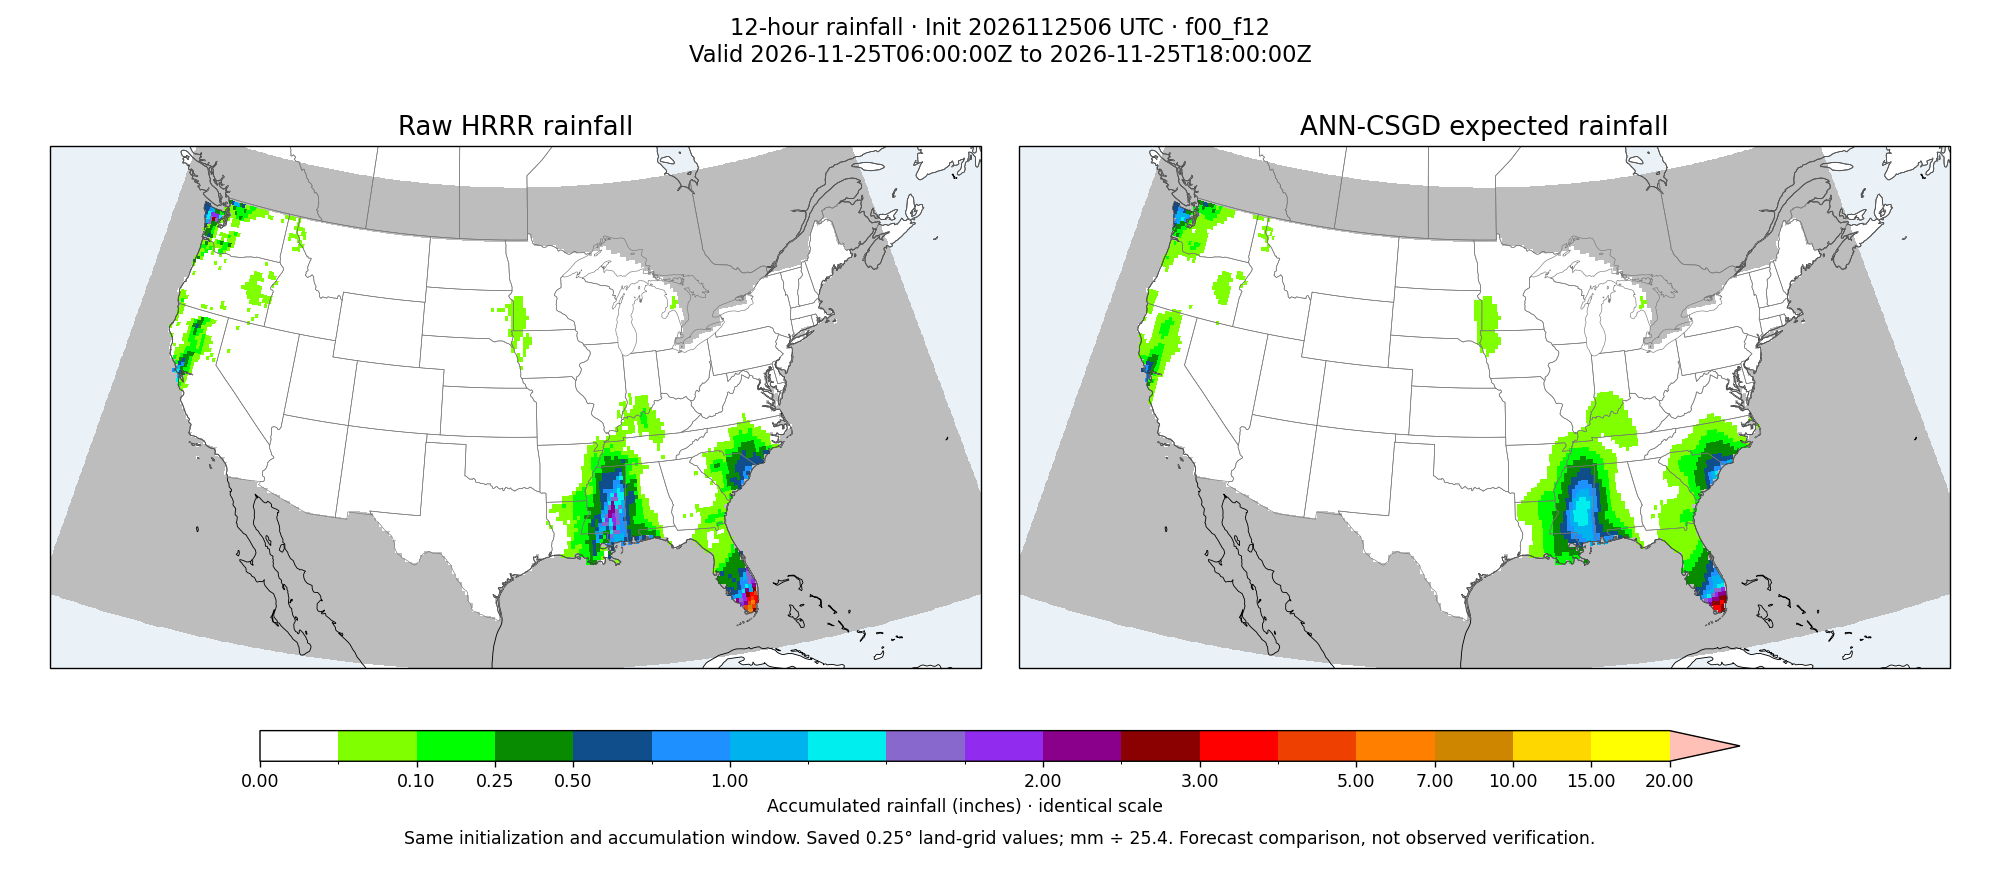 12-hour rainfall · Init 2026112506 UTC · f00_f12
Valid 2026-11-25T06:00:00Z to 2026-11-25T18:00:00Z
Raw HRRR rainfall
ANN-CSGD expected rainfall
0.00 0.10 0.25 0.50 1.00 2.00 3.00 5.00 7.00 10.00 15.00 20.00
Accumulated rainfall (inches) · identical scale
Same initialization and accumulation window. Saved 0.25° land-grid values; mm ÷ 25.4. Forecast comparison, not observed verification.